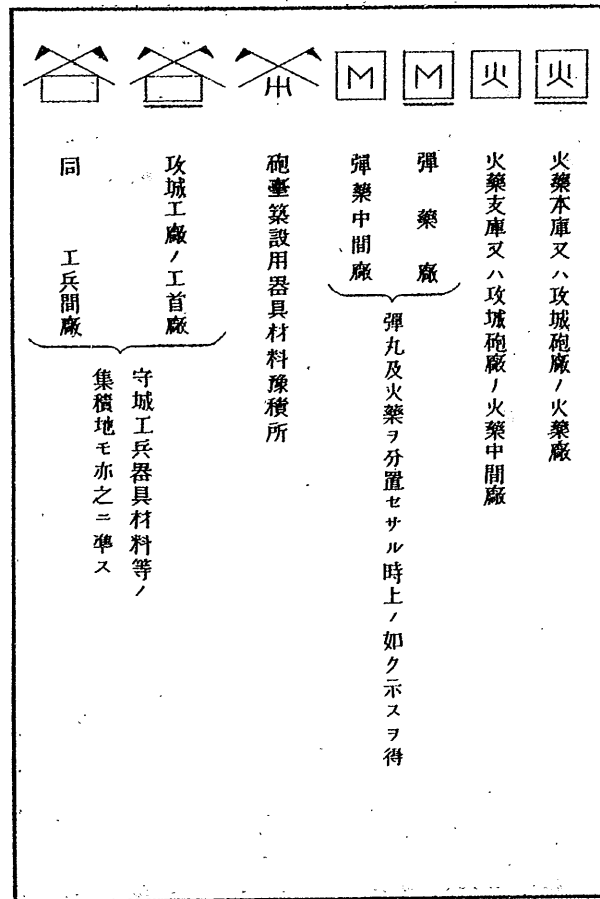 火
火藥本庫又ハ攻城砲廠ノ火藥廠
火
火藥支庫又ハ攻城砲廠ノ火藥中間廠
M
彈藥廠
M
彈藥中間廠
彈丸及火藥ヲ分置セサル時上ノ如ク示スヲ得
砲臺築設用器具材料豫積所
攻城工廠ノ工首廠
同 工兵間廠
守城工兵器具材料等ノ
集積地モ亦之ニ準ス